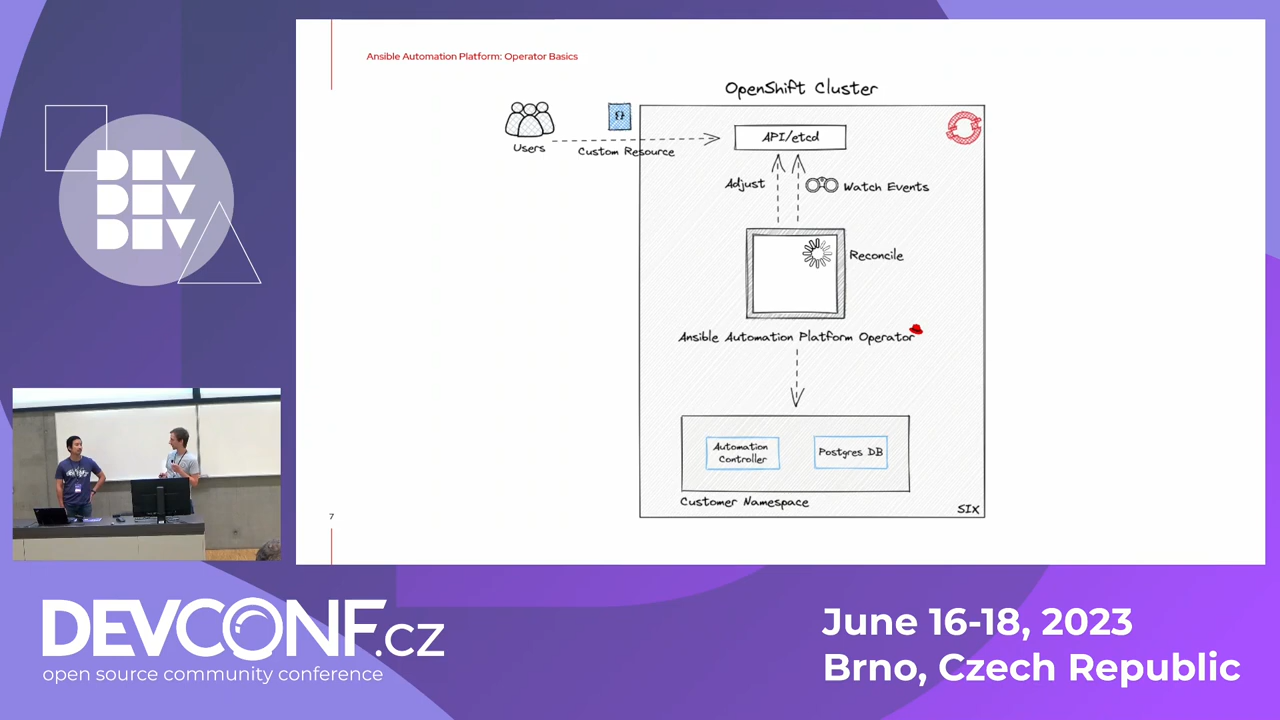 Ansible Automation Platform: Operator Basics
OpenShift Cluster
Users
Custom Resource
API/etcd
Adjust
Watch Events
Reconcile
Ansible Automation Platform Operator
Automation
Controller
Postgres DB
Customer Namespace
SIX
7
DEV
DEV
DEV
DEVCONF.cz
open source community conference
June 16-18, 2023
Brno, Czech Republic